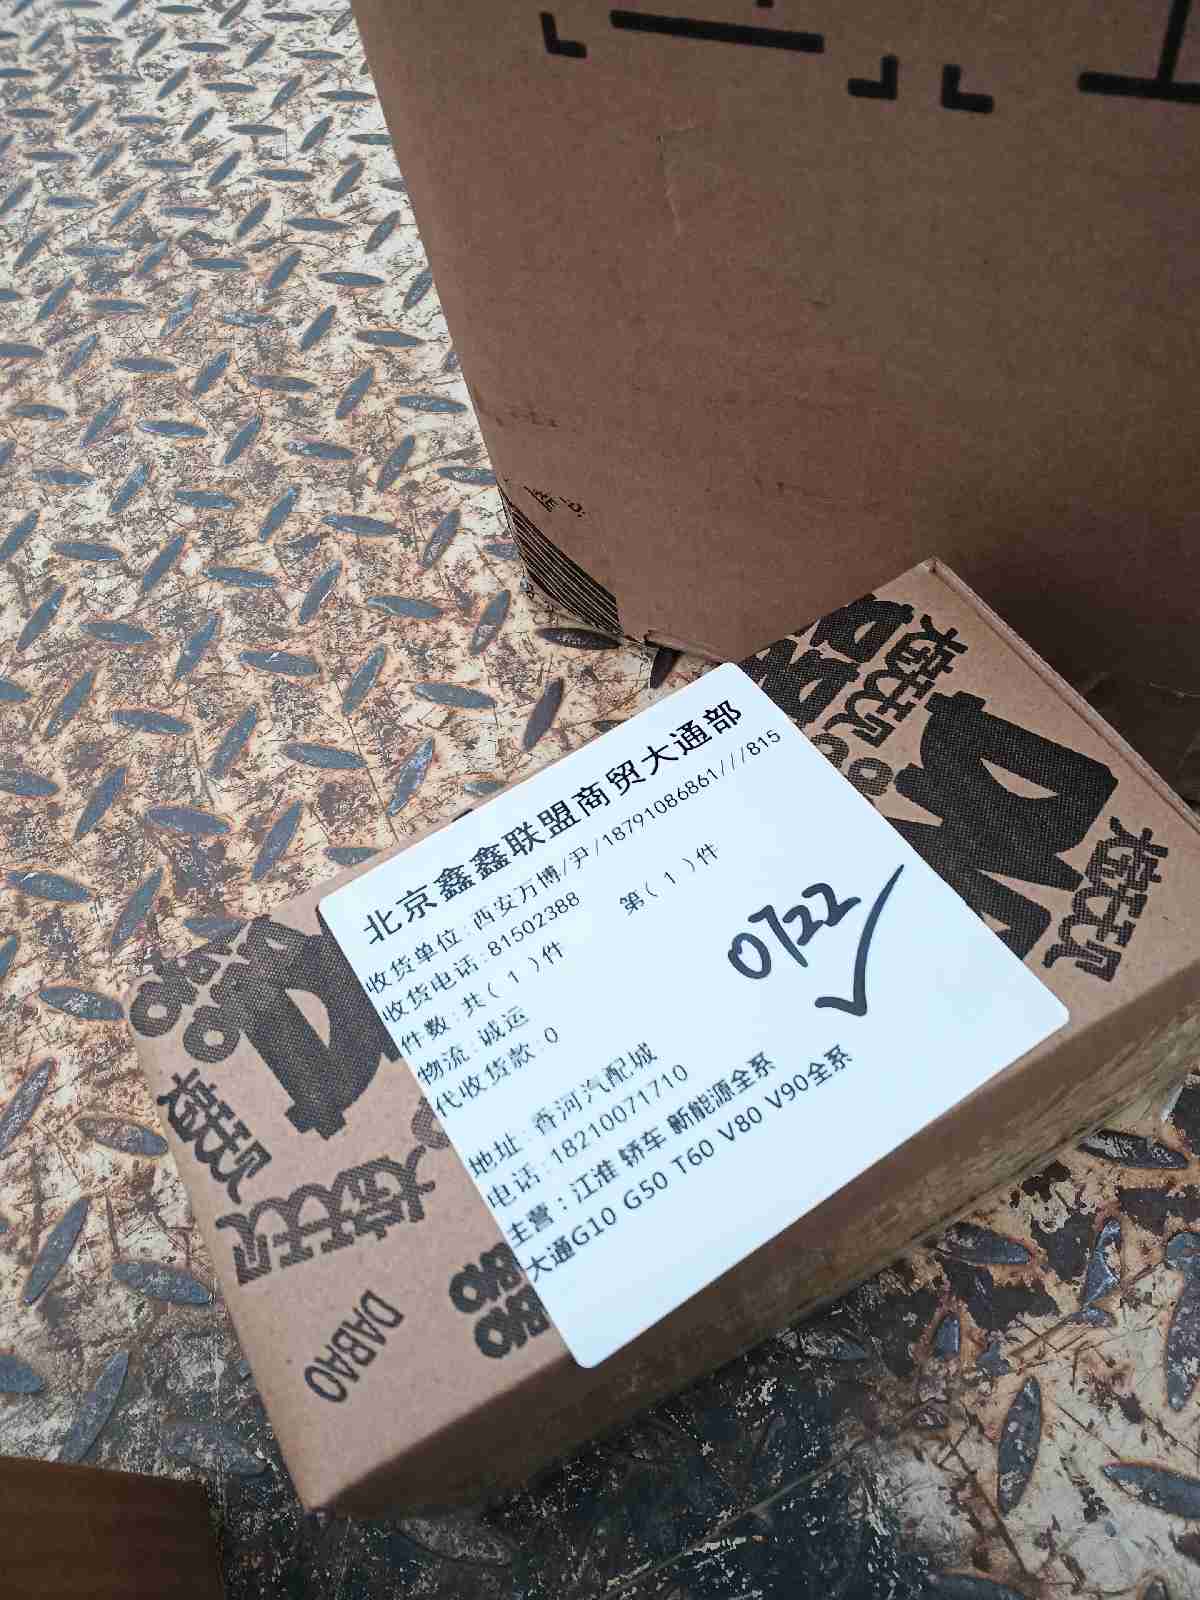 北京鑫鑫联盟商贸大通部
收货单位:西安万博/尹/18791086861///815
收货电话:81502388
件数:共( 1 )件 第( 1 )件
物流:诚运
代收货款:0
0/22
地址:香河汽配城
电话:18210071710
主营:江淮 轿车 新能源全系
大通G10 G50 T60 V80 V90全系
DABAO